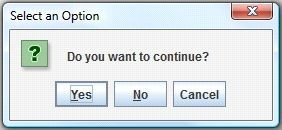 Select an Option
Do you want to continue?
Yes No Cancel